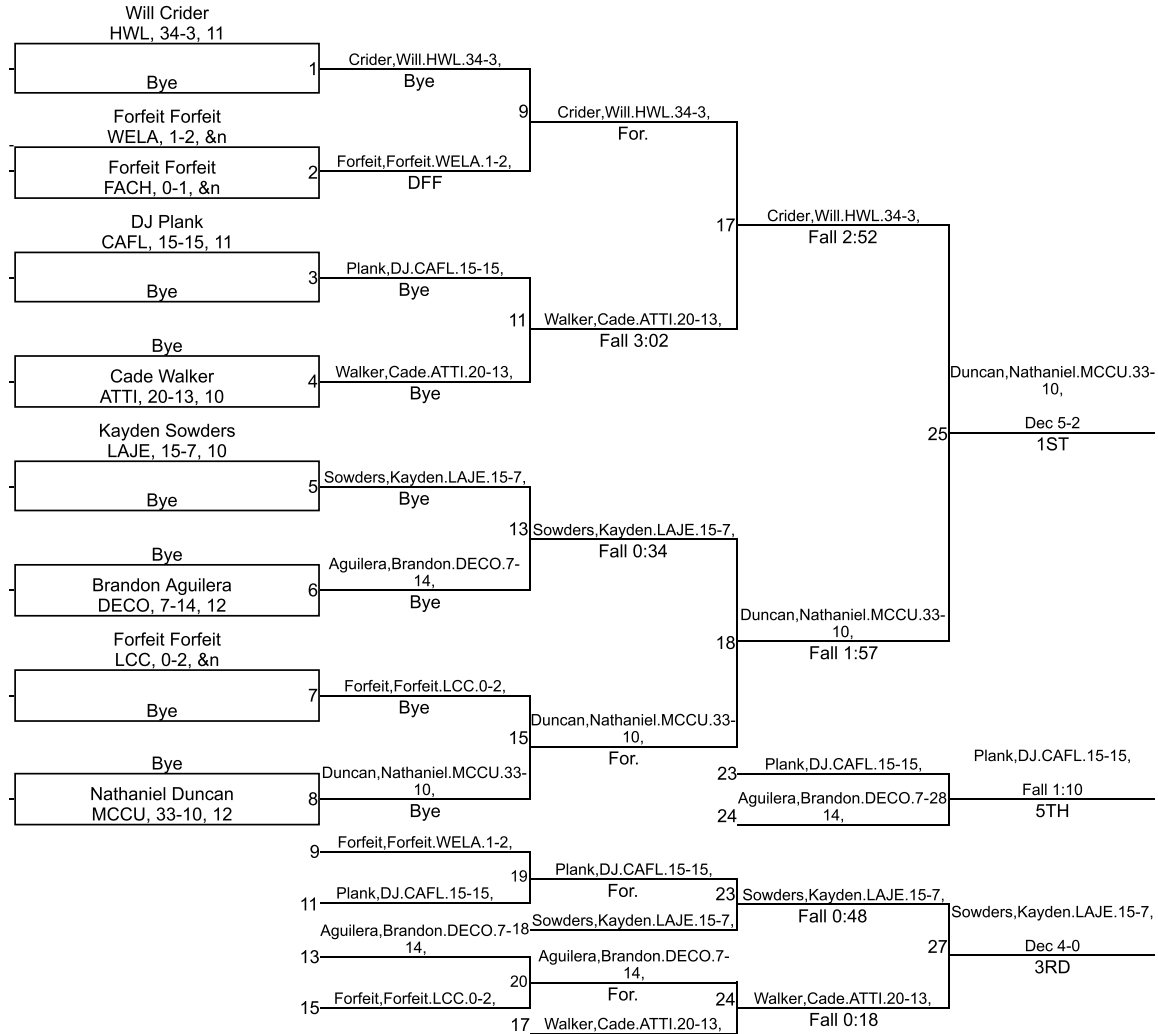 Will Crider
HWL, 34-3, 11
Bye
1
Crider,Will.HWL.34-3,
Bye
9
Crider,Will.HWL.34-3,
For.
Forfeit Forfeit
WELA, 1-2, &n
Forfeit Forfeit
FACH, 0-1, &n
2
Forfeit,Forfeit.WELA.1-2,
DFF
17
Crider,Will.HWL.34-3,
Fall 2:52
DJ Plank
CAFL, 15-15, 11
Bye
3
Plank,DJ.CAFL.15-15,
Bye
11
Walker,Cade.ATTI.20-13,
Fall 3:02
Bye
Cade Walker
ATTI, 20-13, 10
4
Walker,Cade.ATTI.20-13,
Bye
25
Duncan,Nathaniel.MCCU.33-
10,
Dec 5-2
1ST
Kayden Sowders
LAJE, 15-7, 10
Bye
5
Sowders,Kayden.LAJE.15-7,
Bye
13
Sowders,Kayden.LAJE.15-7,
Fall 0:34
Bye
Brandon Aguilera
DECO, 7-14, 12
6
Aguilera,Brandon.DECO.7-
14,
Bye
18
Duncan,Nathaniel.MCCU.33-
10,
Fall 1:57
Forfeit Forfeit
LCC, 0-2, &n
Bye
7
Forfeit,Forfeit.LCC.0-2,
Bye
15
Duncan,Nathaniel.MCCU.33-
10,
For.
Bye
Nathaniel Duncan
MCCU, 33-10, 12
8
Duncan,Nathaniel.MCCU.33-
10,
Bye
23
Plank,DJ.CAFL.15-15,
24
Aguilera,Brandon.DECO.7-
14,
28
Plank,DJ.CAFL.15-15,
Fall 1:10
5TH
9
Forfeit,Forfeit.WELA.1-2,
11
Plank,DJ.CAFL.15-15,
19
Plank,DJ.CAFL.15-15,
For.
18
Sowders,Kayden.LAJE.15-7,
23
Sowders,Kayden.LAJE.15-7,
Fall 0:48
13
Aguilera,Brandon.DECO.7-
14,
15
Forfeit,Forfeit.LCC.0-2,
20
Aguilera,Brandon.DECO.7-
14,
For.
17
Walker,Cade.ATTI.20-13,
24
Walker,Cade.ATTI.20-13,
Fall 0:18
27
Sowders,Kayden.LAJE.15-7,
Dec 4-0
3RD